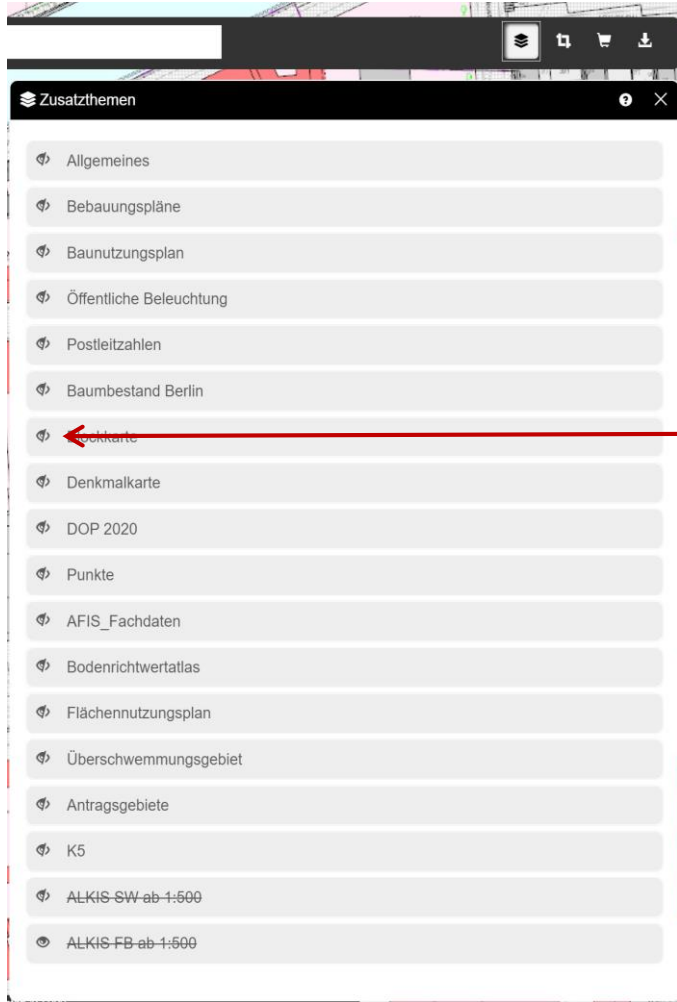 Zusatzthemen
Allgemeines
Bebauungspläne
Baunutzungsplan
Öffentliche Beleuchtung
Postleitzahlen
Baumbestand Berlin
Blockkarte
Denkmalkarte
DOP 2020
Punkte
AFIS_Fachdaten
Bodenrichtwertatlas
Flächennutzungsplan
Überschwemmungsgebiet
Antragsgebiete
K5
ALKIS SW ab 1:500
ALKIS FB ab 1:500